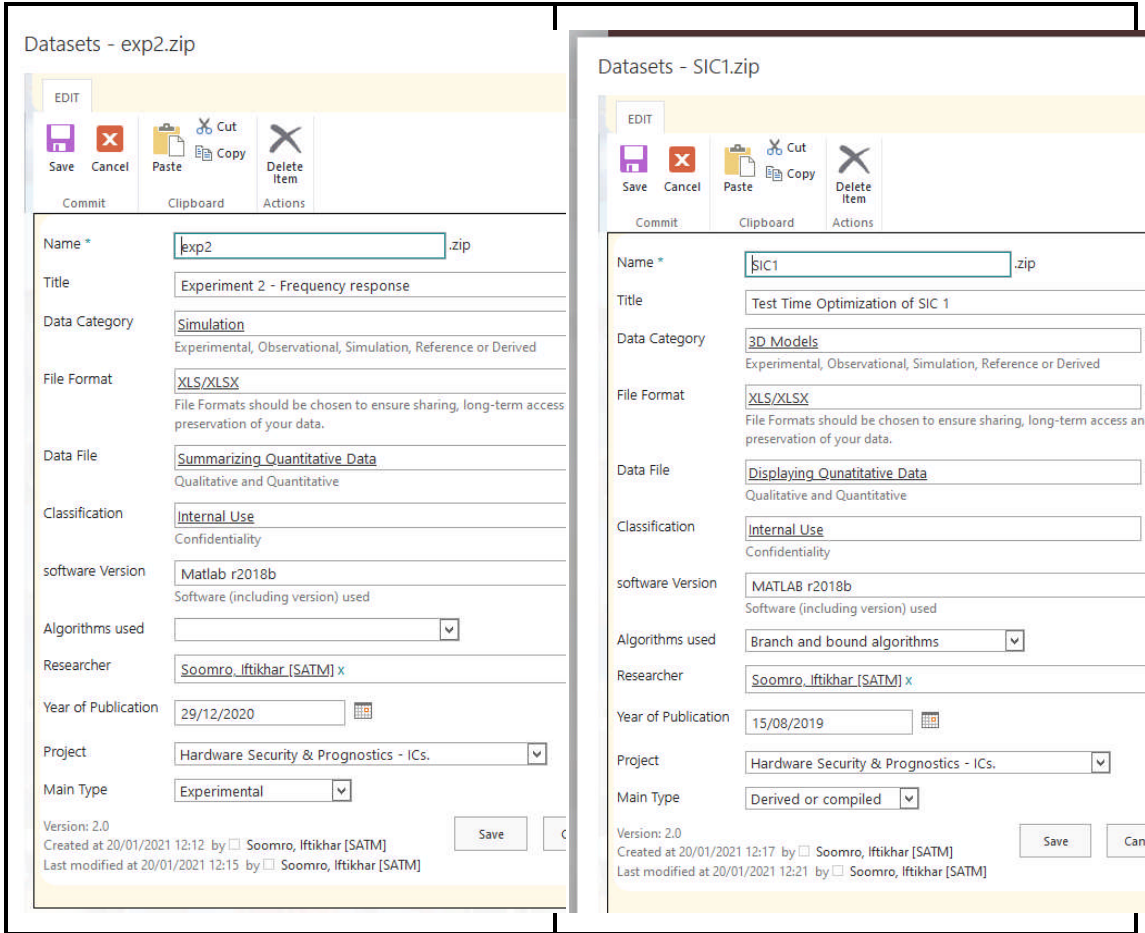 Datasets - exp2.zip
EDIT
Save Cancel Paste Cut Copy Delete Item
Commit Clipboard Actions
Name * exp2 .zip
Title Experiment 2 - Frequency response
Data Category Simulation
Experimental, Observational, Simulation, Reference or Derived
File Format XLS/XLSX
File Formats should be chosen to ensure sharing, long-term access
preservation of your data.
Data File Summarizing Quantitative Data
Qualitative and Quantitative
Classification Internal Use
Confidentiality
software Version Matlab r2018b
Software (including version) used
Algorithms used
Researcher Soomro, Iftikhar [SATM] x
Year of Publication 29/12/2020
Project Hardware Security & Prognostics - ICs.
Main Type Experimental
Version: 2.0
Created at 20/01/2021 12:12 by Soomro, Iftikhar [SATM]
Last modified at 20/01/2021 12:15 by Soomro, Iftikhar [SATM]
Save C
Datasets - SIC1.zip
EDIT
Save Cancel Paste Cut Copy Delete Item
Commit Clipboard Actions
Name * SIC1 .zip
Title Test Time Optimization of SIC 1
Data Category 3D Models
Experimental, Observational, Simulation, Reference or Derived
File Format XLS/XLSX
File Formats should be chosen to ensure sharing, long-term access an
preservation of your data.
Data File Displaying Qunatitative Data
Qualitative and Quantitative
Classification Internal Use
Confidentiality
software Version MATLAB r2018b
Software (including version) used
Algorithms used Branch and bound algorithms
Researcher Soomro, Iftikhar [SATM] x
Year of Publication 15/08/2019
Project Hardware Security & Prognostics - ICs.
Main Type Derived or compiled
Version: 2.0
Created at 20/01/2021 12:17 by Soomro, Iftikhar [SATM]
Last modified at 20/01/2021 12:21 by Soomro, Iftikhar [SATM]
Save Can